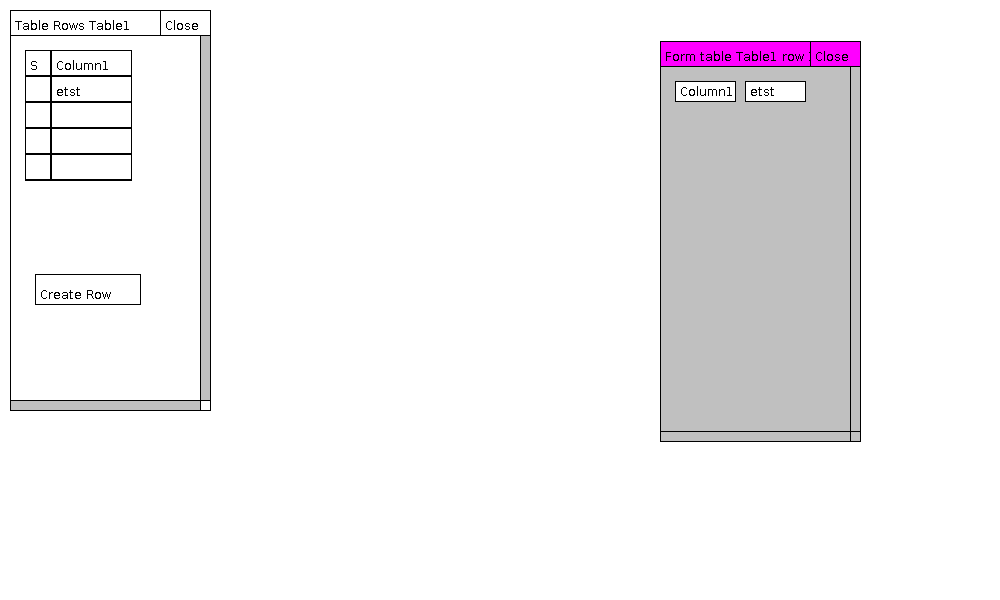 Table Rows Table1 Close
S Column1
etst
Create Row
Form table Table1 row Close
Column1 etst